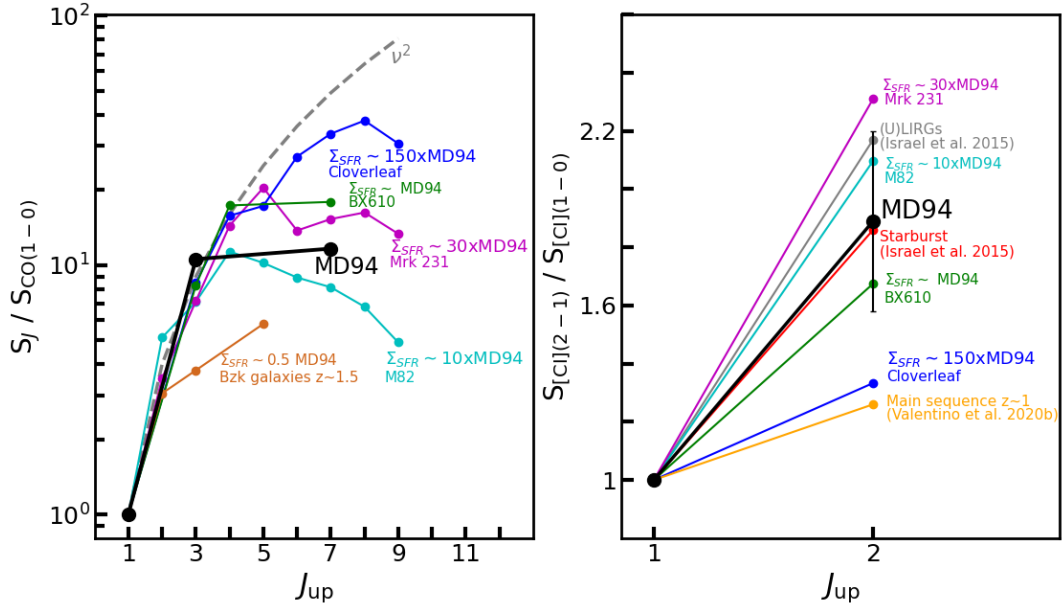 10²
S_J / S_CO(1−0)
ν²
Σ_SFR ∼ 150xMD94
Cloverleaf
Σ_SFR ∼ MD94
BX610
Σ_SFR ∼ 30xMD94
Mrk 231
10¹
MD94
Σ_SFR ∼ 0.5 MD94
Bzk galaxies z~1.5
Σ_SFR ∼ 10xMD94
M82
10⁰
1 3 5 7 9 11
J_up
S_[CI](2−1) / S_[CI](1−0)
Σ_SFR ∼ 30xMD94
Mrk 231
2.2
(U)LIRGs
(Israel et al. 2015)
Σ_SFR ∼ 10xMD94
M82
MD94
Starburst
(Israel et al. 2015)
Σ_SFR ∼ MD94
BX610
1.6
Σ_SFR ∼ 150xMD94
Cloverleaf
Main sequence z~1
(Valentino et al. 2020b)
1
1 2
J_up